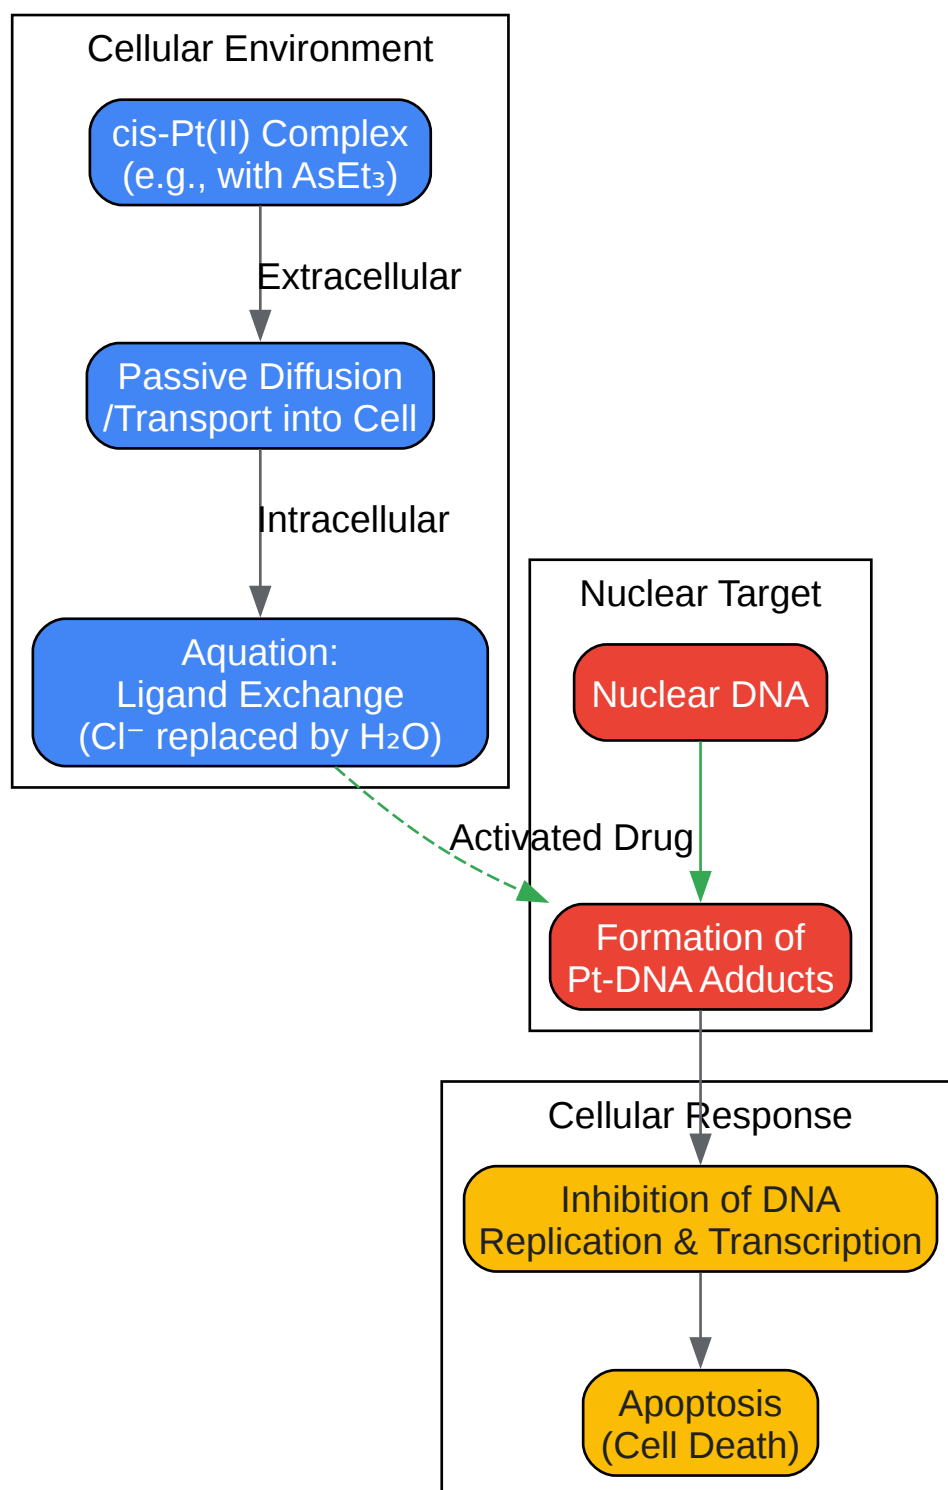 Cellular Environment
cis-Pt(II) Complex
(e.g., with AsEt₃)
Extracellular
Passive Diffusion
/Transport into Cell
Intracellular
Aquation:
Ligand Exchange
(Cl⁻ replaced by H₂O)
Nuclear Target
Nuclear DNA
Activated Drug
Formation of
Pt-DNA Adducts
Cellular Response
Inhibition of DNA
Replication & Transcription
Apoptosis
(Cell Death)